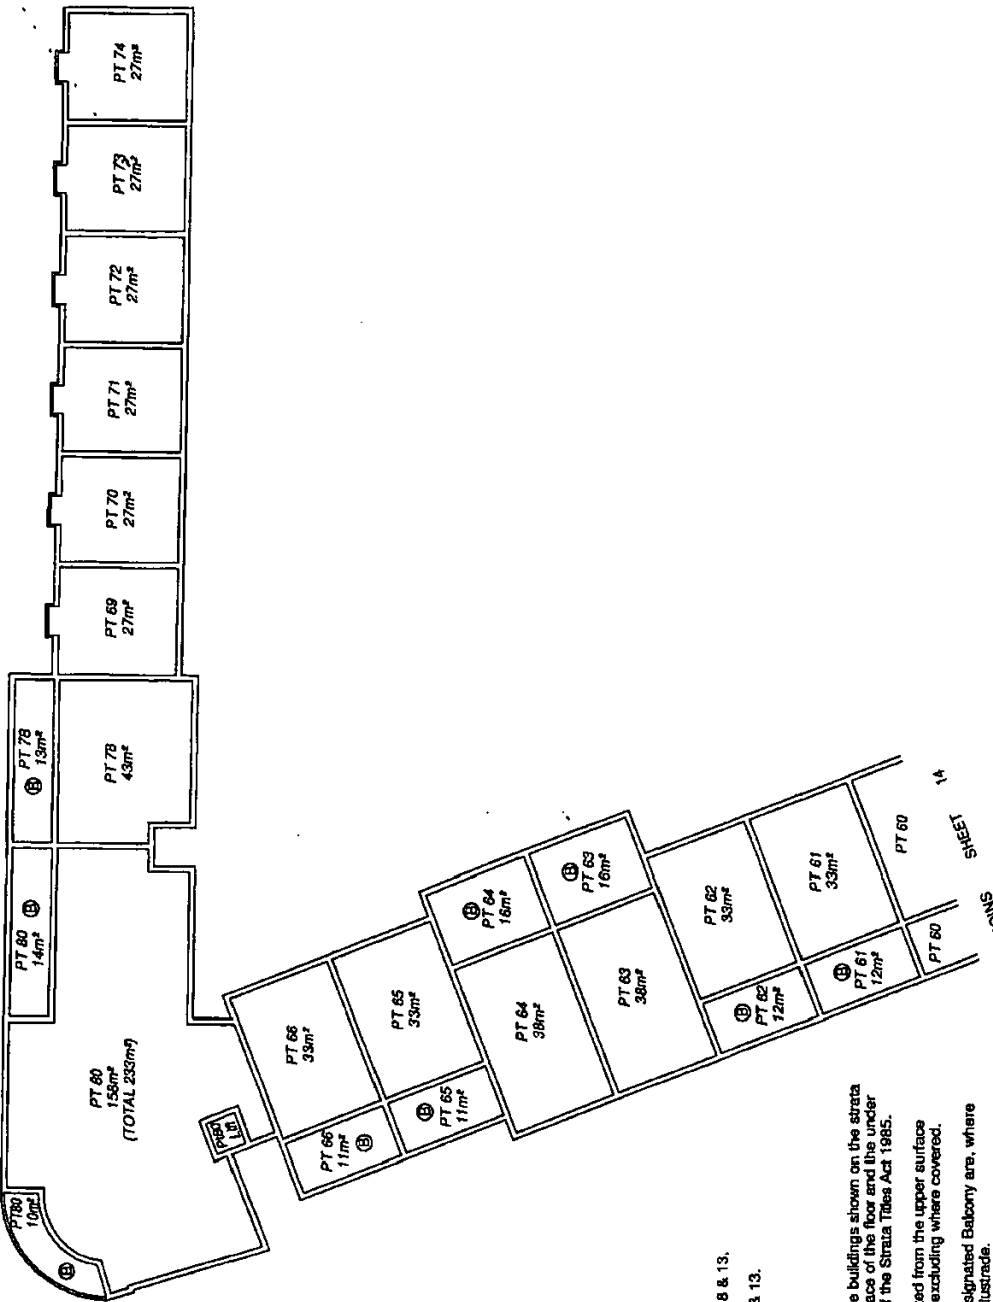 PT 74
27m²
PT 73
27m²
PT 72
27m²
PT 71
27m²
PT 70
27m²
PT 69
27m²
PT 78
13m²
Ⓑ
PT 78
43m²
PT 80
14m²
Ⓑ
PT 80
158m²
(TOTAL 233m²)
PT80
10m²
Ⓑ
Pt80
Lift
PT 66
33m²
PT 66
11m²
Ⓑ
PT 65
33m²
Ⓑ
PT 65
11m²
Ⓑ
PT 64
16m²
PT 64
38m²
Ⓑ
PT 63
16m²
PT 63
38m²
PT 62
33m²
Ⓑ
PT 62
12m²
PT 61
33m²
Ⓑ
PT 61
12m²
PT 60
PT 60
SHEET 14
8 & 13.
& 13.
e buildings shown on the strata
ace of the floor and the under
f the Strata Titles Act 1985.
ed from the upper surface
excluding where covered.
signated Balcony are, where
lustrade.